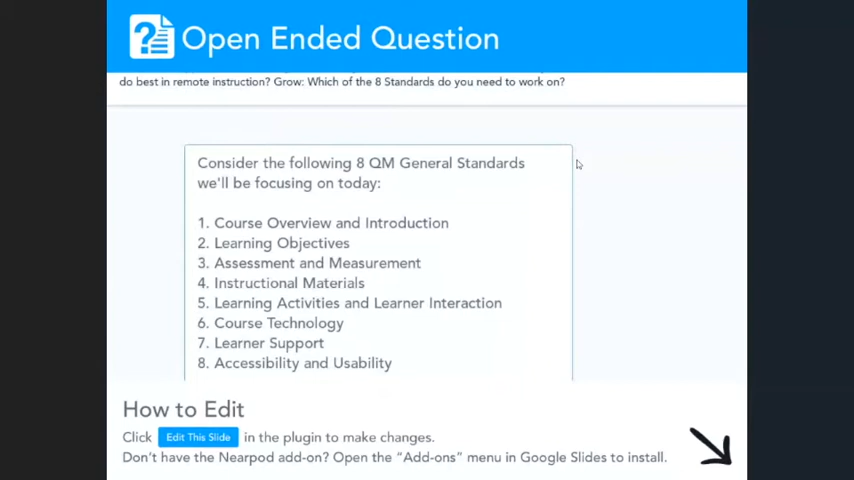 Open Ended Question
do best in remote instruction? Grow: Which of the 8 Standards do you need to work on?
Consider the following 8 QM General Standards
we'll be focusing on today:
1. Course Overview and Introduction
2. Learning Objectives
3. Assessment and Measurement
4. Instructional Materials
5. Learning Activities and Learner Interaction
6. Course Technology
7. Learner Support
8. Accessibility and Usability
How to Edit
Click Edit This Slide in the plugin to make changes.
Don't have the Nearpod add-on? Open the “Add-ons” menu in Google Slides to install.